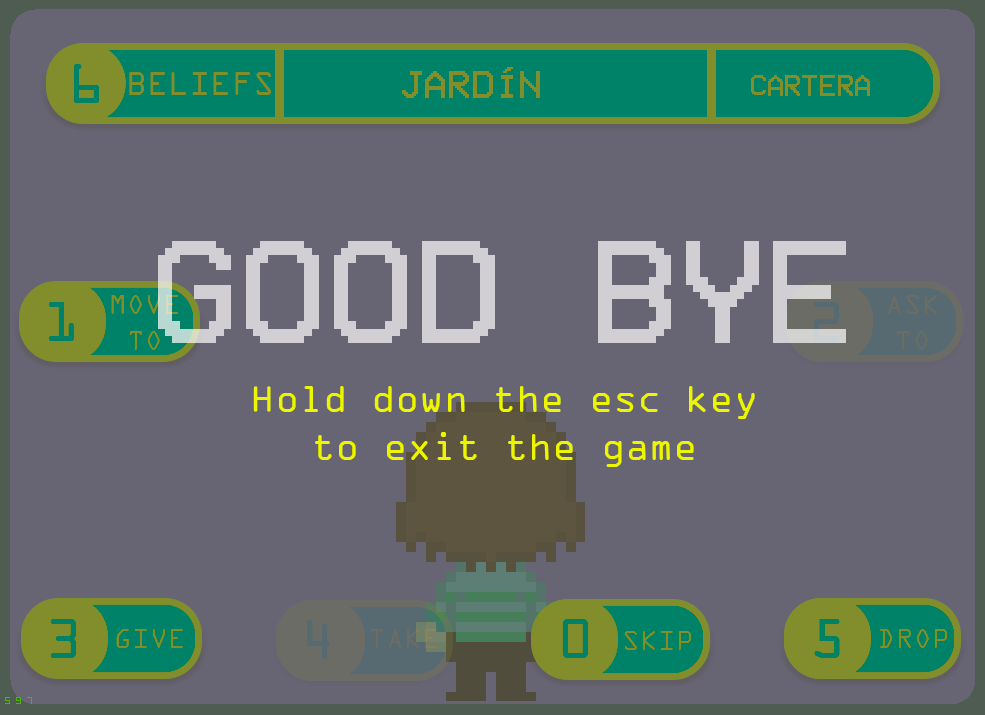 6 BELIEFS JARDÍN CARTERA
GOOD BYE
1 MOVE TO
2 ASK TO
Hold down the esc key
to exit the game
3 GIVE
4 TAKE
0 SKIP
5 DROP